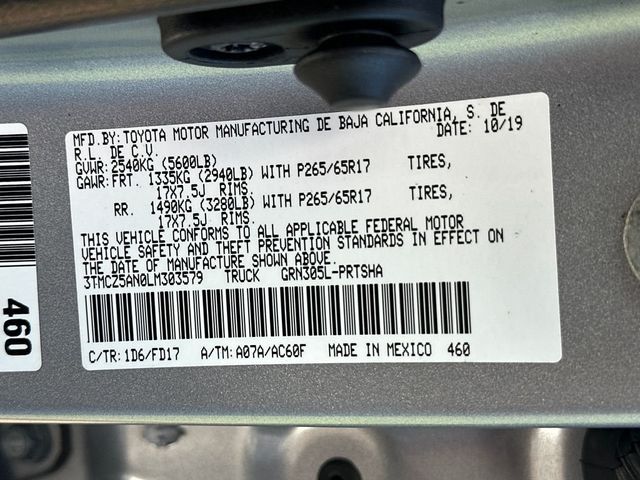 MFD.BY:TOYOTA MOTOR MANUFACTURING DE BAJA CALIFORNIA, S. DE
R.L. DE C.V. DATE: 10/19
GVWR:2540KG (5600LB)
GAWR:FRT. 1335KG (2940LB) WITH P265/65R17 TIRES,
17X7.5J RIMS.
RR. 1490KG (3280LB) WITH P265/65R17 TIRES,
17X7.5J RIMS.
THIS VEHICLE CONFORMS TO ALL APPLICABLE FEDERAL MOTOR
VEHICLE SAFETY AND THEFT PREVENTION STANDARDS IN EFFECT ON
THE DATE OF MANUFACTURE SHOWN ABOVE.
3TMCZ5AN0LM303579 TRUCK GRN305L-PRTSHA
C/TR: 1D6/FD17 A/TM: A07A/AC60F MADE IN MEXICO 460
460